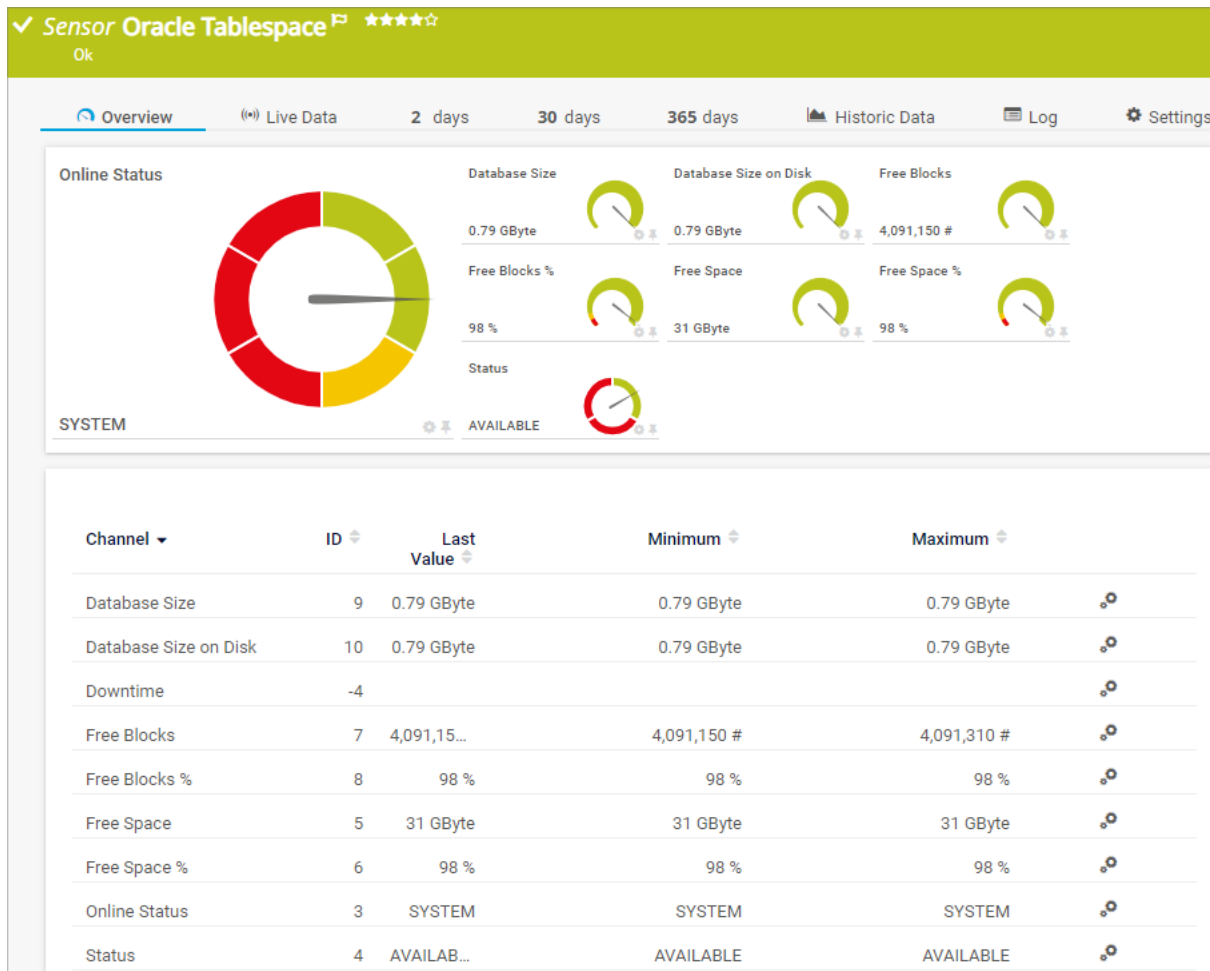 Sensor Oracle Tablespace
Ok
Overview Live Data 2 days 30 days 365 days Historic Data Log Settings
Online Status
SYSTEM
Database Size
0.79 GByte
Database Size on Disk
0.79 GByte
Free Blocks
4,091,150 #
Free Blocks %
98 %
Free Space
31 GByte
Free Space %
98 %
Status
AVAILABLE
Channel ID Last Value Minimum Maximum
Database Size 9 0.79 GByte 0.79 GByte 0.79 GByte
Database Size on Disk 10 0.79 GByte 0.79 GByte 0.79 GByte
Downtime -4
Free Blocks 7 4,091,15... 4,091,150 # 4,091,310 #
Free Blocks % 8 98 % 98 % 98 %
Free Space 5 31 GByte 31 GByte 31 GByte
Free Space % 6 98 % 98 % 98 %
Online Status 3 SYSTEM SYSTEM SYSTEM
Status 4 AVAILAB... AVAILABLE AVAILABLE